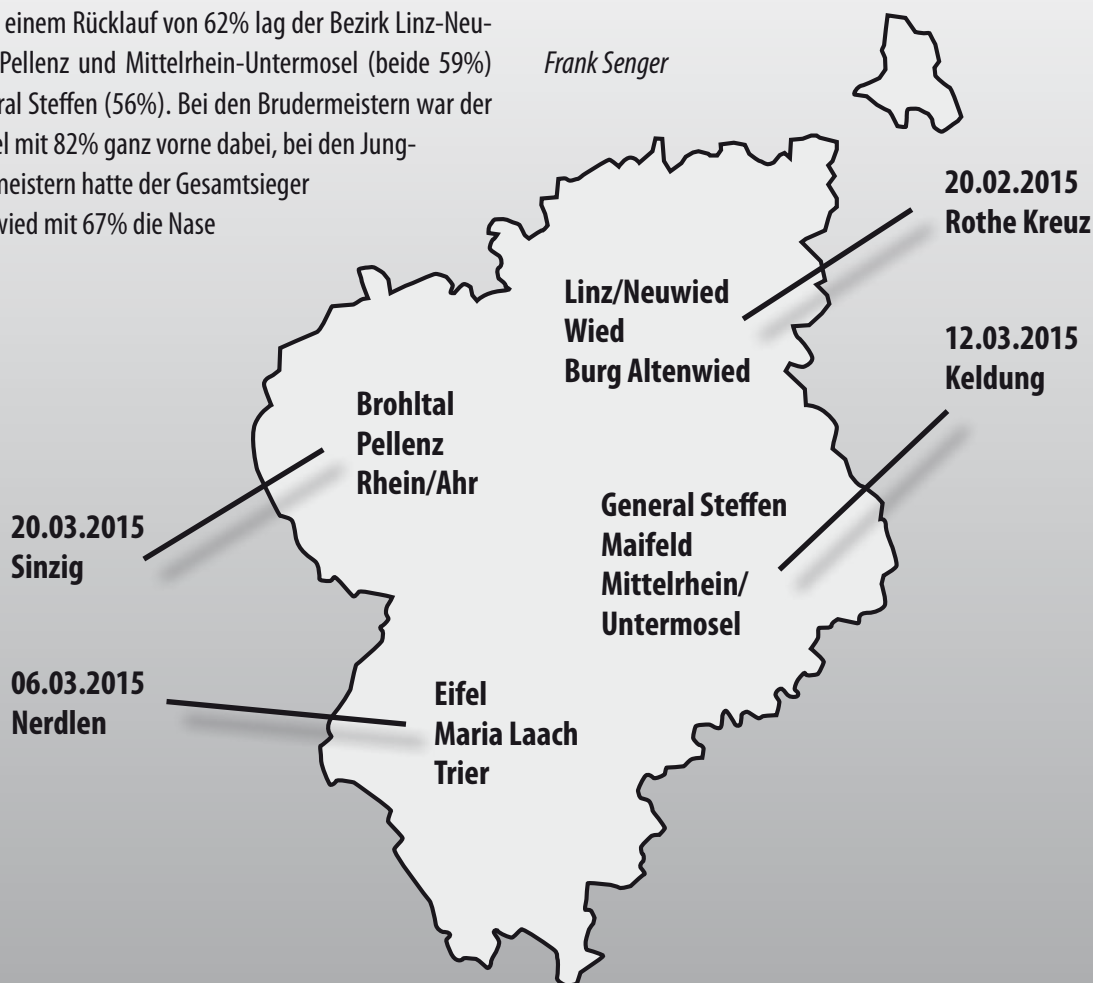 einem Rücklauf von 62% lag der Bezirk Linz-Neu-
Pellenz und Mittelrhein-Untermosel (beide 59%)
ral Steffen (56%). Bei den Brudermeistern war der
el mit 82% ganz vorne dabei, bei den Jung-
meistern hatte der Gesamtsieger
wied mit 67% die Nase
Frank Senger
20.02.2015
Rothe Kreuz
Linz/Neuwied
Wied
Burg Altenwied
12.03.2015
Keldung
Brohltal
Pellenz
Rhein/Ahr
General Steffen
Maifeld
Mittelrhein/
Untermosel
20.03.2015
Sinzig
06.03.2015
Nerdlen
Eifel
Maria Laach
Trier